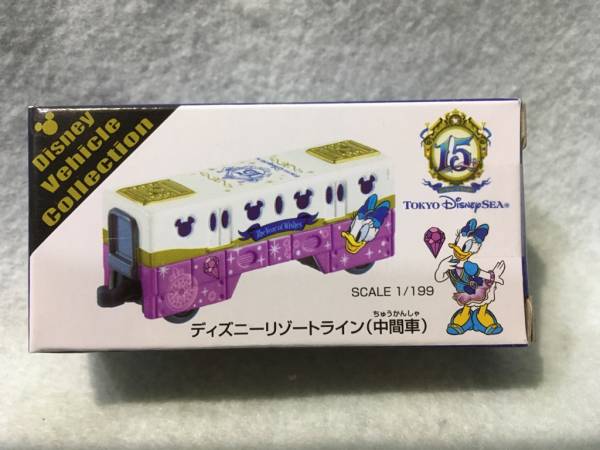 Disney
Vehicle
Collection
15th
TOKYO DisneySEA®
The Year of Wishes
SCALE 1/199
ちゅうかんしゃ
ディズニーリゾートライン(中間車)